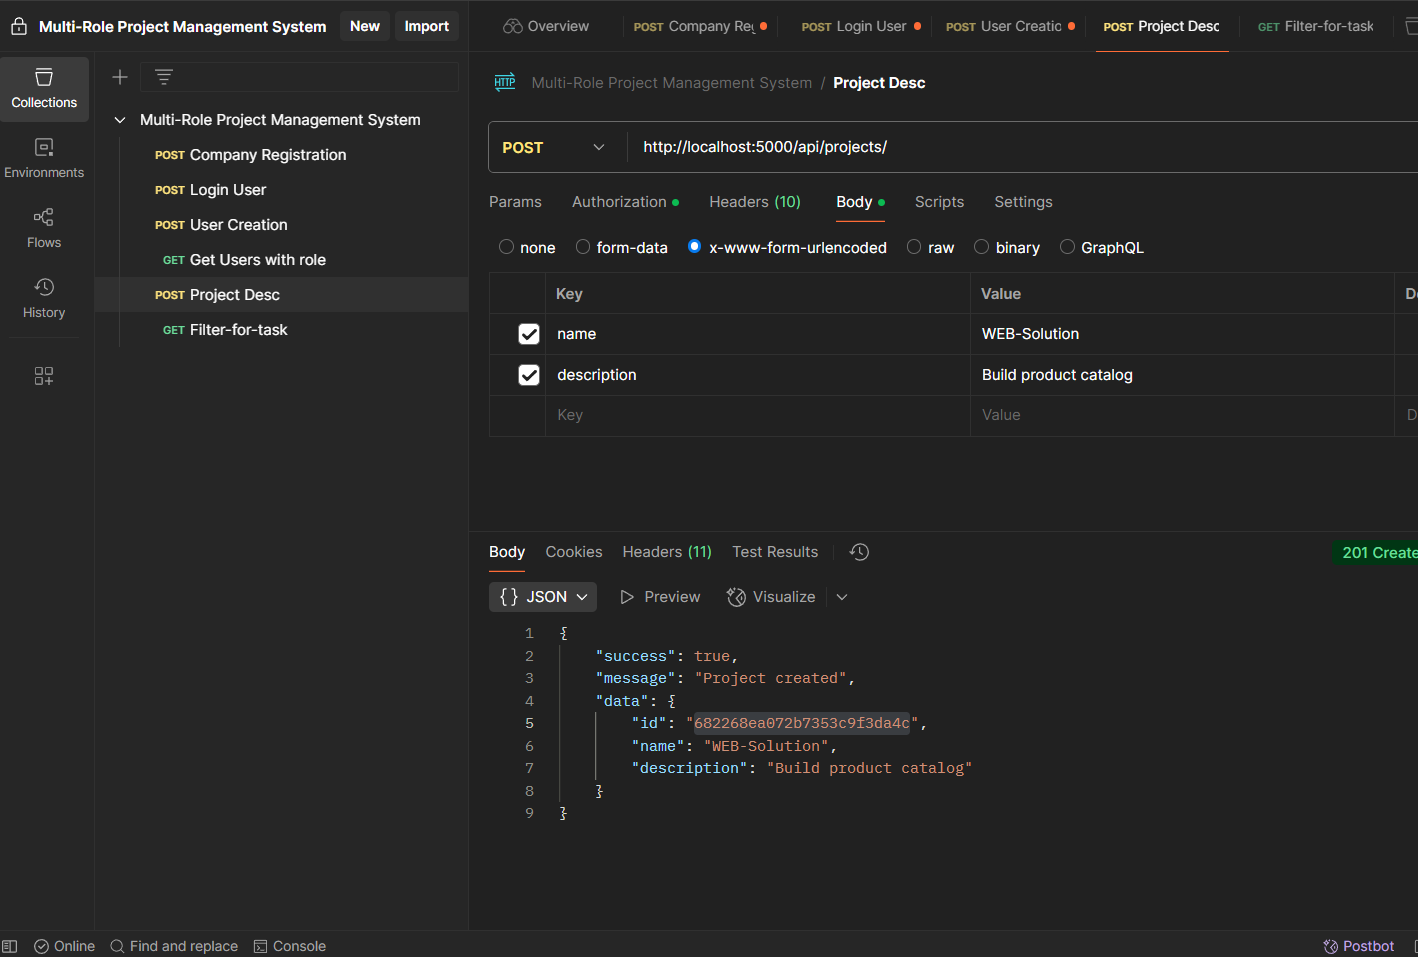 Multi-Role Project Management System New Import
Overview POST Company Reg POST Login User POST User Creatio POST Project Desc GET Filter-for-task
Collections
Environments
Flows
History
Multi-Role Project Management System
POST Company Registration
POST Login User
POST User Creation
GET Get Users with role
POST Project Desc
GET Filter-for-task
HTTP Multi-Role Project Management System / Project Desc
POST http://localhost:5000/api/projects/
Params Authorization Headers (10) Body Scripts Settings
none form-data x-www-form-urlencoded raw binary GraphQL
Key Value De
name WEB-Solution
description Build product catalog
Key Value D
Body Cookies Headers (11) Test Results 201 Create
{} JSON Preview Visualize
1 {
2 "success": true,
3 "message": "Project created",
4 "data": {
5 "id": "682268ea072b7353c9f3da4c",
6 "name": "WEB-Solution",
7 "description": "Build product catalog"
8 }
9 }
Online Find and replace Console Postbot